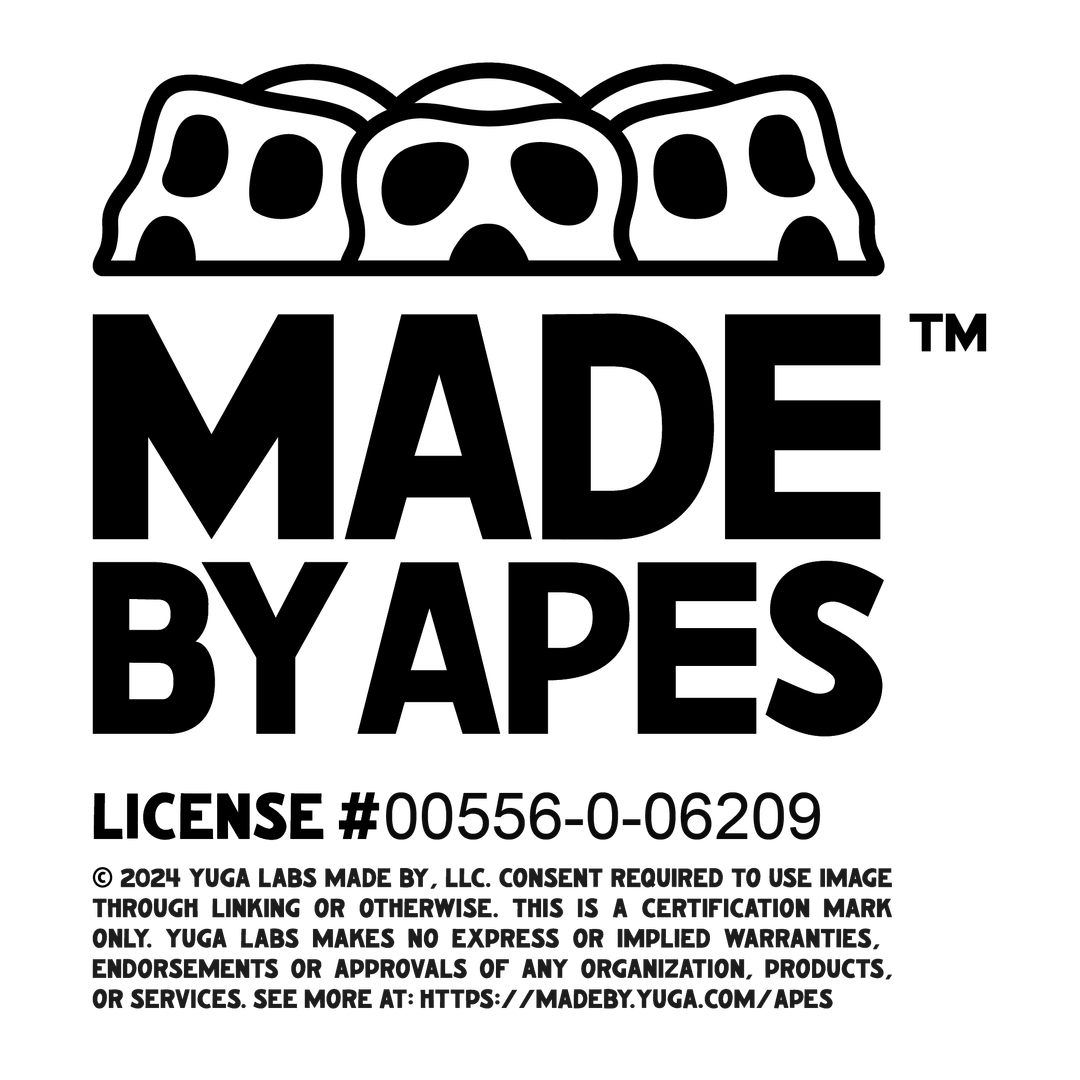 MADE TM
BY APES
LICENSE #00556-0-06209
© 2024 YUGA LABS MADE BY, LLC. CONSENT REQUIRED TO USE IMAGE
THROUGH LINKING OR OTHERWISE. THIS IS A CERTIFICATION MARK
ONLY. YUGA LABS MAKES NO EXPRESS OR IMPLIED WARRANTIES,
ENDORSEMENTS OR APPROVALS OF ANY ORGANIZATION, PRODUCTS,
OR SERVICES. SEE MORE AT: HTTPS://MADEBY.YUGA.COM/APES